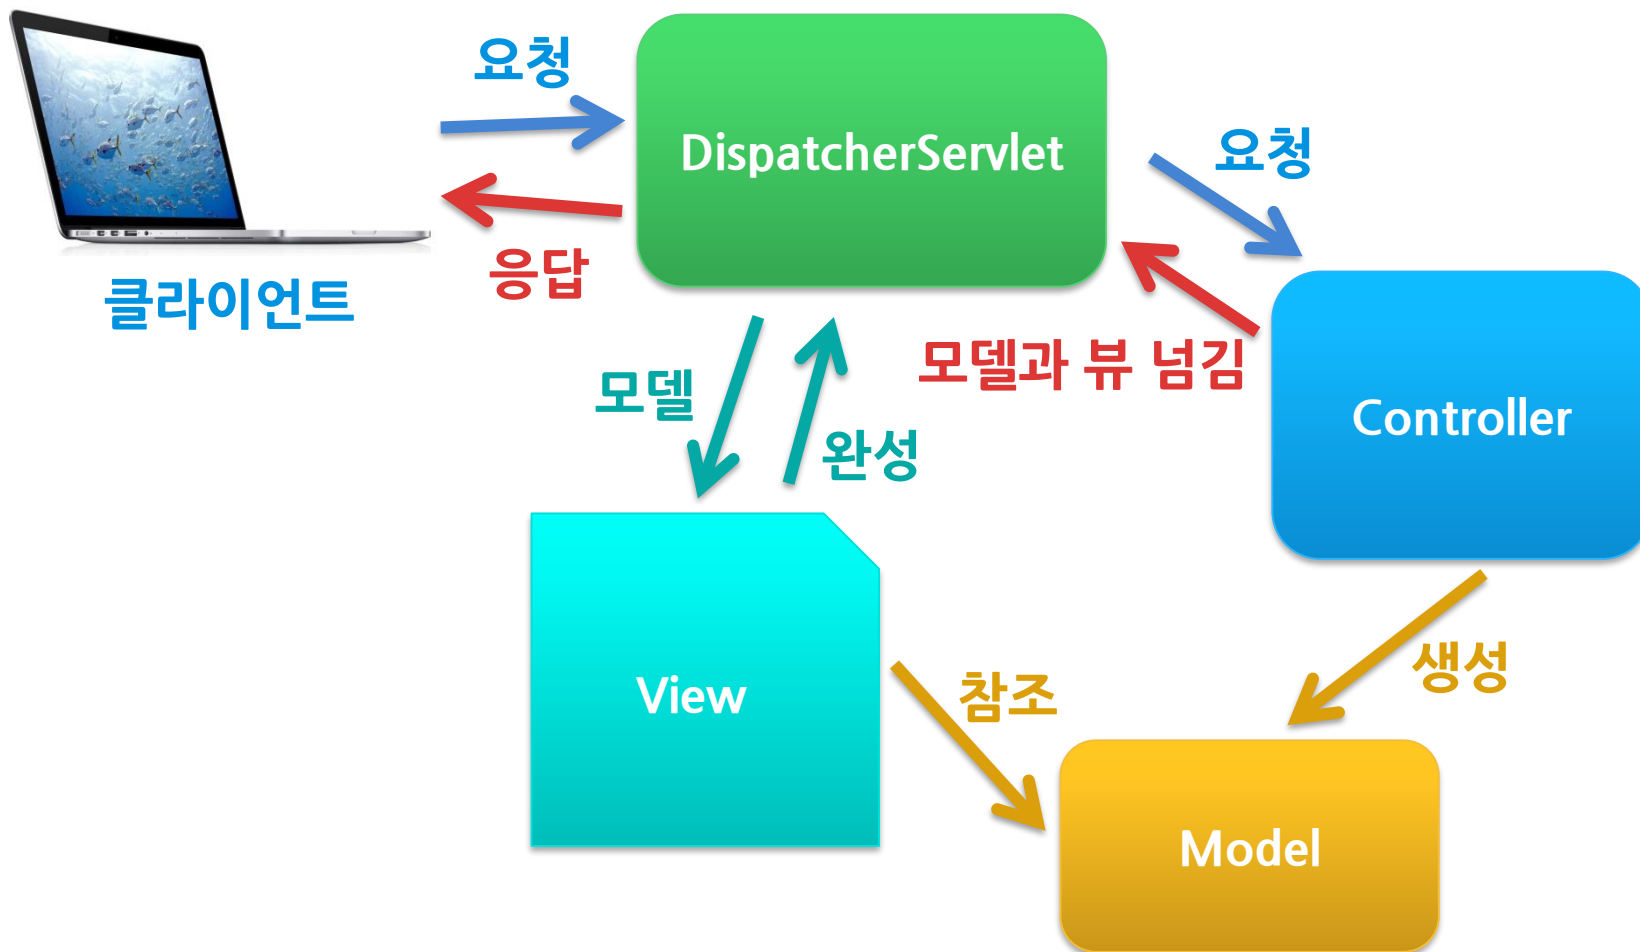 요청
DispatcherServlet
요청
응답
클라이언트
모델과 뷰 넘김
모델
Controller
완성
생성
View
참조
Model